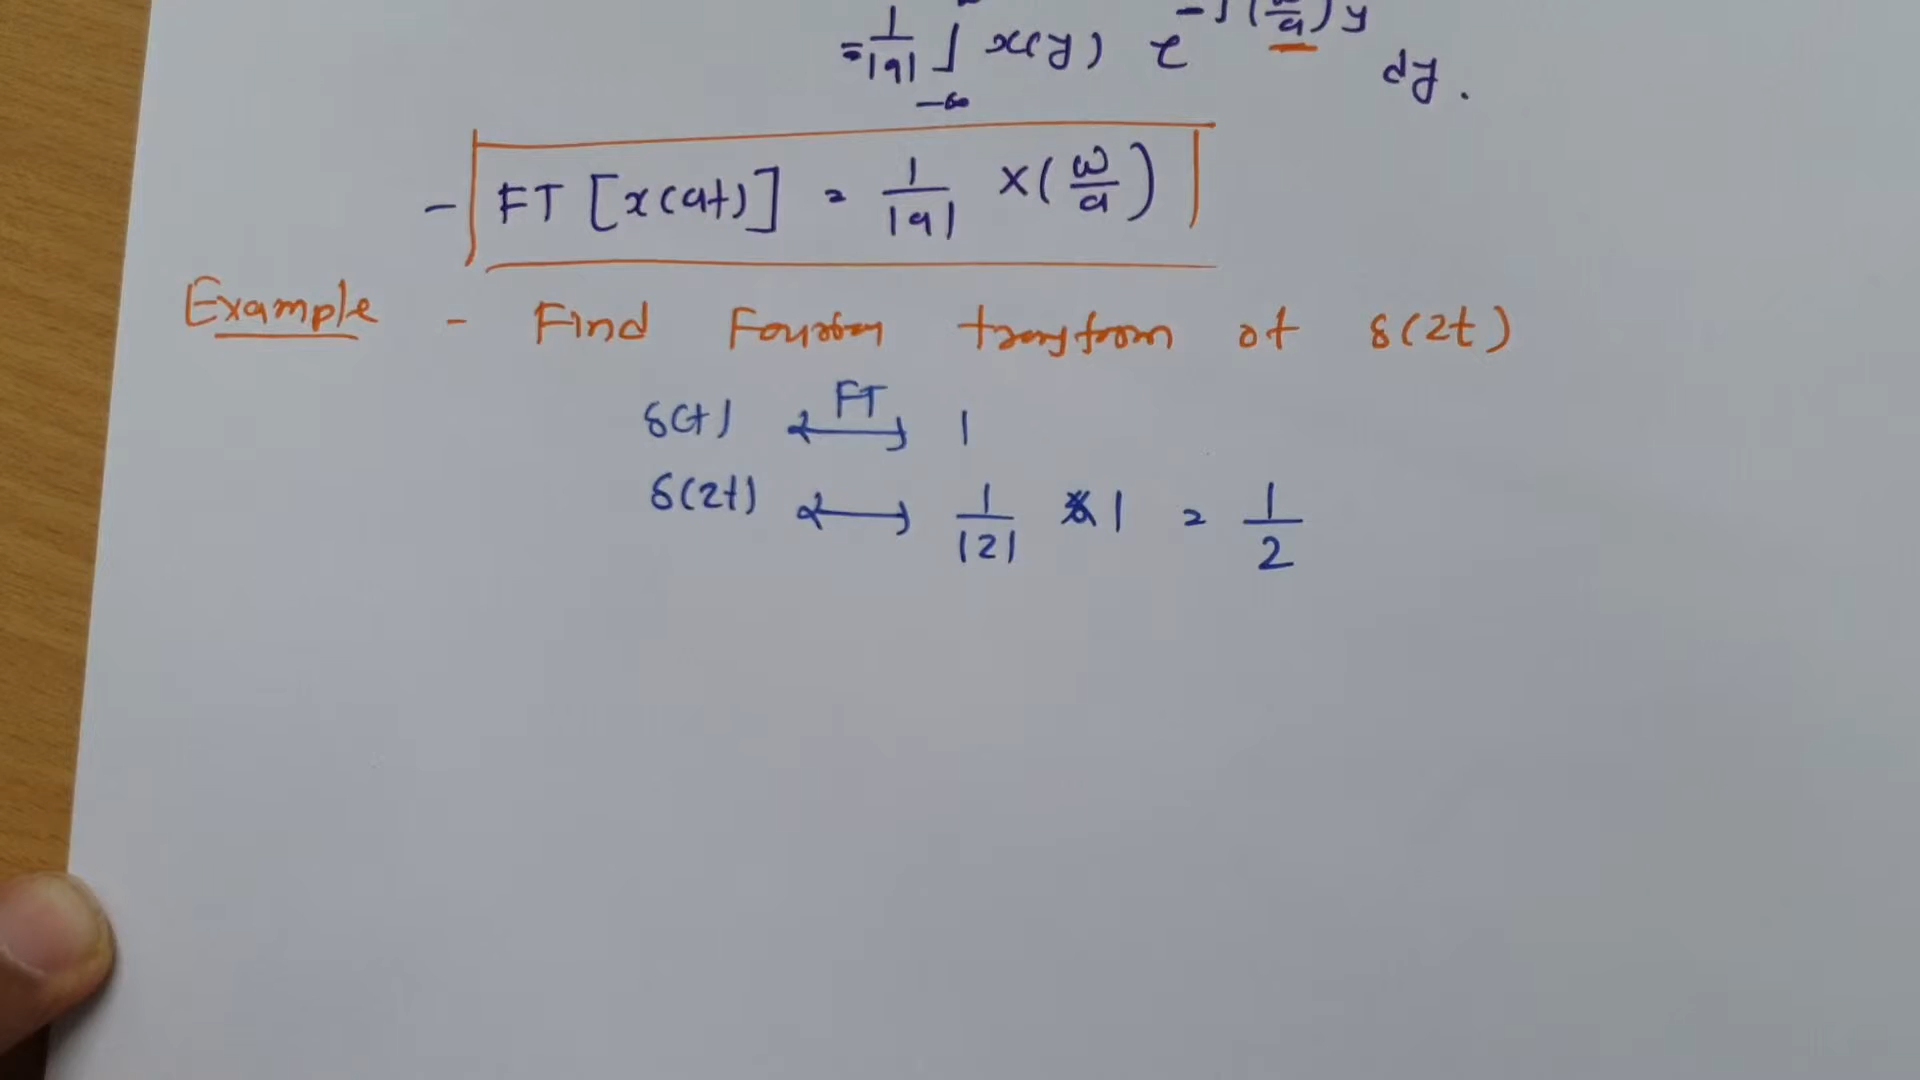 = 1/|a| ∫ x(y) e^-j(ω/a)y dy.
-∞
- FT [x(at)] = 1/|a| X(ω/a)
Example - Find Fourier transform of δ(2t)
δ(t) ←FT→ 1
δ(2t) ←→ 1/|2| × 1 = 1/2